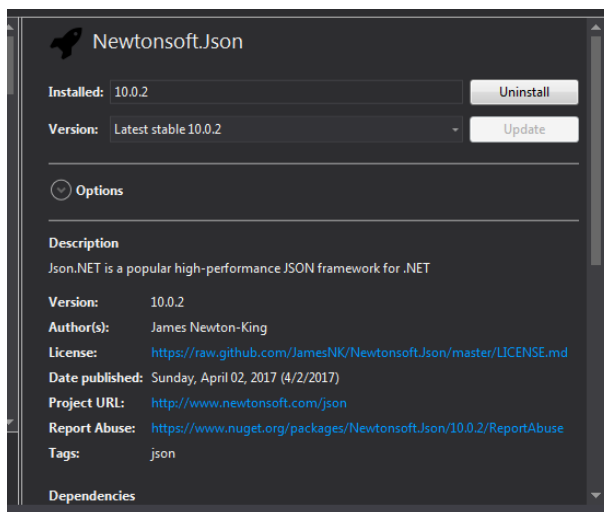 Newtonsoft.Json
Installed: 10.0.2 Uninstall
Version: Latest stable 10.0.2 Update
Options
Description
Json.NET is a popular high-performance JSON framework for .NET
Version: 10.0.2
Author(s): James Newton-King
License: https://raw.github.com/JamesNK/Newtonsoft.Json/master/LICENSE.md
Date published: Sunday, April 02, 2017 (4/2/2017)
Project URL: http://www.newtonsoft.com/json
Report Abuse: https://www.nuget.org/packages/Newtonsoft.Json/10.0.2/ReportAbuse
Tags: json
Dependencies